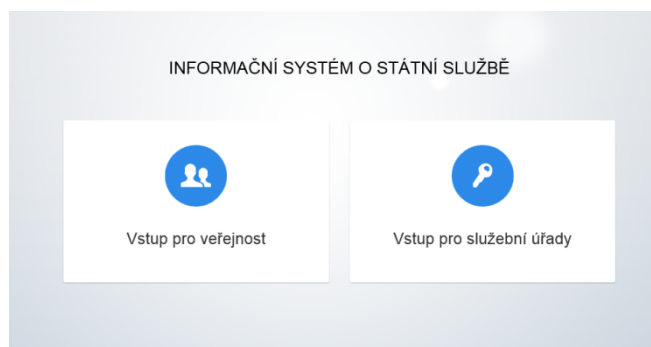 INFORMAČNÍ SYSTÉM O STÁTNÍ SLUŽBĚ
Vstup pro veřejnost
Vstup pro služební úřady